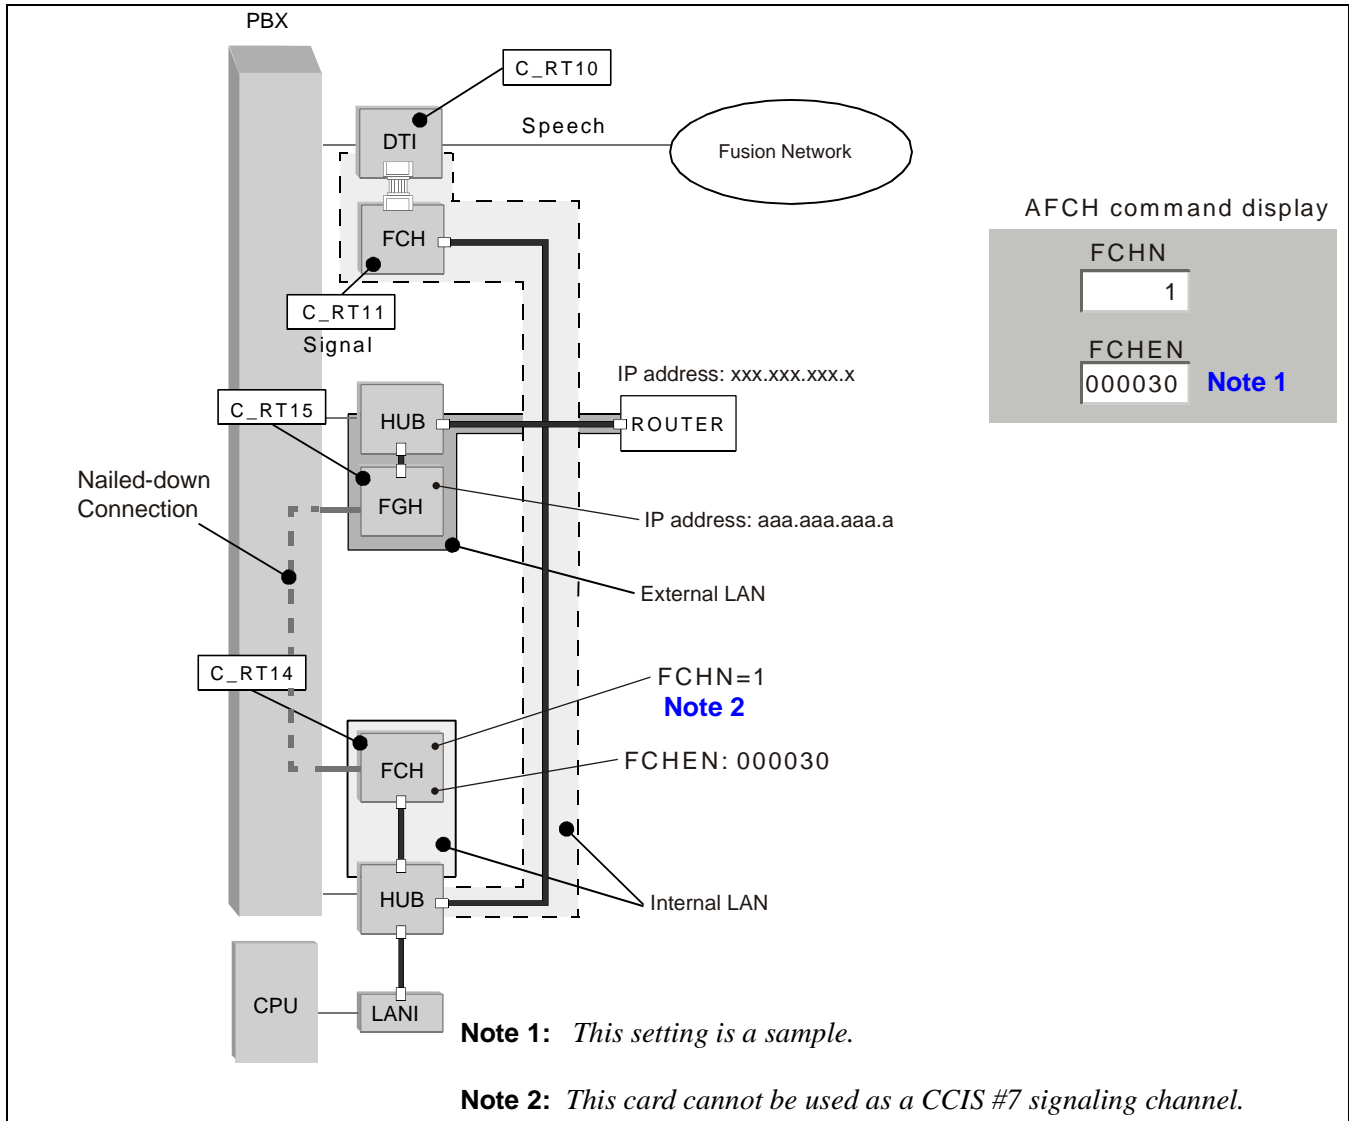 PBX
C_RT10
DTI
Speech
Fusion Network
FCH
C_RT11
Signal
AFCH command display
FCHN
1
FCHEN
000030 Note 1
IP address: xxx.xxx.xxx.x
C_RT15
HUB
ROUTER
Nailed-down
Connection
FGH
IP address: aaa.aaa.aaa.a
External LAN
C_RT14
FCHN=1
Note 2
FCH
FCHEN: 000030
HUB
Internal LAN
CPU
LANI
Note 1: This setting is a sample.
Note 2: This card cannot be used as a CCIS #7 signaling channel.